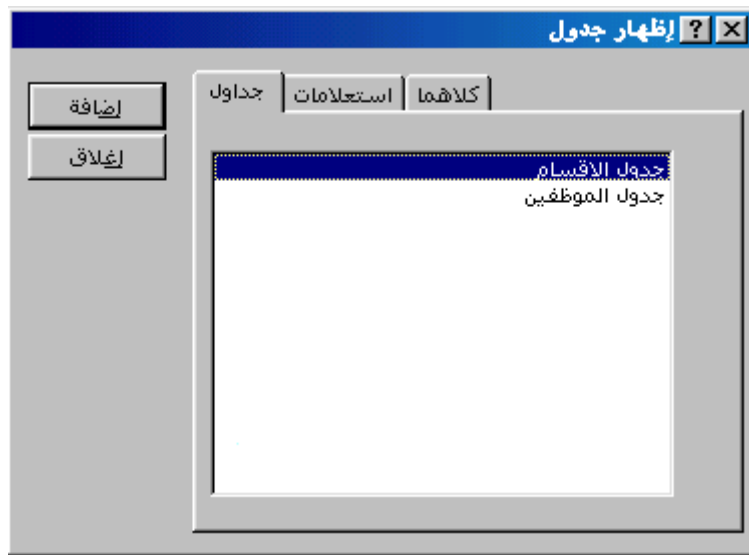 إظهار جدول
جداول
استعلامات
كلاهما
إضافة
إغلاق
جدول الاقسام
جدول الموظفين